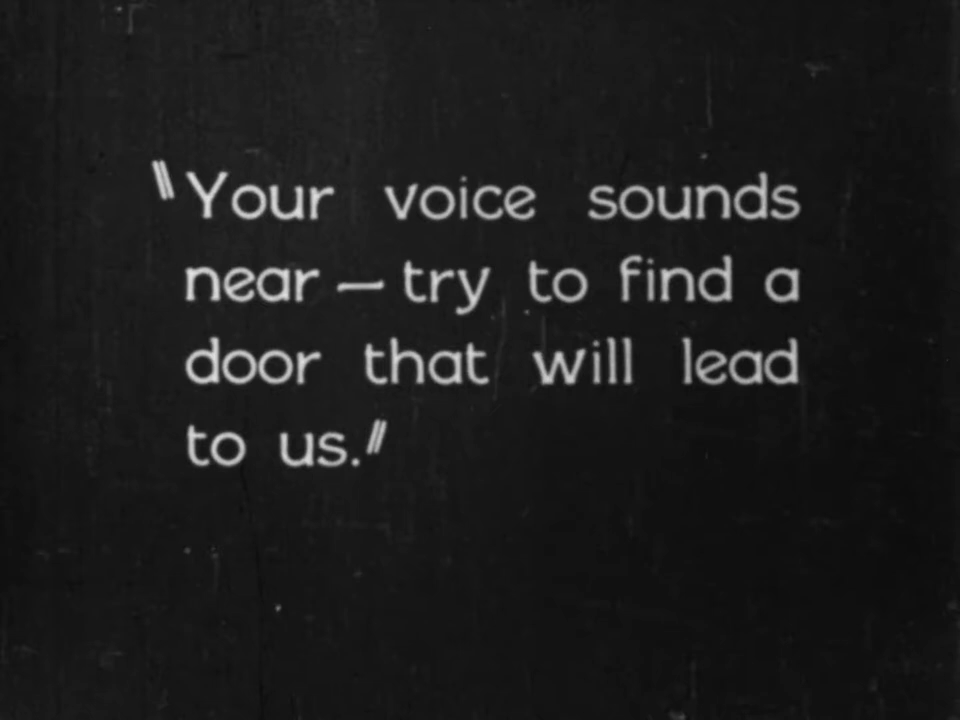 "Your voice sounds
near — try to find a
door that will lead
to us."